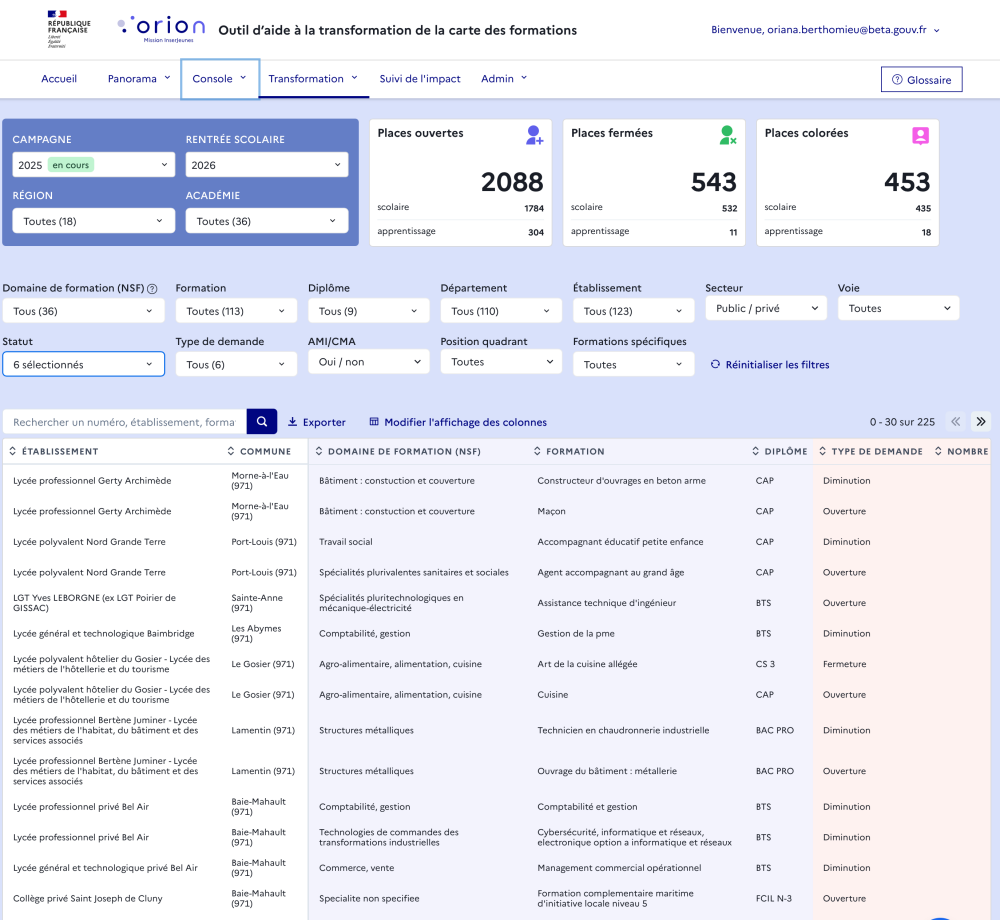 RÉPUBLIQUE
FRANÇAISE
Liberté
Égalité
Fraternité
orion
Mission InserJeunes
Outil d'aide à la transformation de la carte des formations
Bienvenue, oriana.berthomieu@beta.gouv.fr
Accueil Panorama Console Transformation Suivi de l'impact Admin Glossaire
CAMPAGNE RENTRÉE SCOLAIRE
2025 en cours 2026
RÉGION ACADÉMIE
Toutes (18) Toutes (36)
Places ouvertes
2088
scolaire 1784
apprentissage 304
Places fermées
543
scolaire 532
apprentissage 11
Places colorées
453
scolaire 435
apprentissage 18
Domaine de formation (NSF) Formation Diplôme Département Établissement Secteur Voie
Tous (36) Toutes (113) Tous (9) Tous (110) Tous (123) Public / privé Toutes
Statut Type de demande AMI/CMA Position quadrant Formations spécifiques
6 sélectionnés Tous (6) Oui / non Toutes Toutes Réinitialiser les filtres
Rechercher un numéro, établissement, forma Exporter Modifier l'affichage des colonnes 0 - 30 sur 225
ÉTABLISSEMENT COMMUNE DOMAINE DE FORMATION (NSF) FORMATION DIPLÔME TYPE DE DEMANDE NOMBRE
Lycée professionnel Gerty Archimède Morne-à-l'Eau (971) Bâtiment : constuction et couverture Constructeur d'ouvrages en beton arme CAP Diminution
Lycée professionnel Gerty Archimède Morne-à-l'Eau (971) Bâtiment : constuction et couverture Maçon CAP Ouverture
Lycée polyvalent Nord Grande Terre Port-Louis (971) Travail social Accompagnant éducatif petite enfance CAP Diminution
Lycée polyvalent Nord Grande Terre Port-Louis (971) Spécialités plurivalentes sanitaires et sociales Agent accompagnant au grand âge CAP Ouverture
LGT Yves LEBORGNE (ex LGT Poirier de GISSAC) Sainte-Anne (971) Spécialités pluritechnologiques en mécanique-électricité Assistance technique d'ingénieur BTS Ouverture
Lycée général et technologique Baimbridge Les Abymes (971) Comptabilité, gestion Gestion de la pme BTS Diminution
Lycée polyvalent hôtelier du Gosier - Lycée des métiers de l'hôtellerie et du tourisme Le Gosier (971) Agro-alimentaire, alimentation, cuisine Art de la cuisine allégée CS 3 Fermeture
Lycée polyvalent hôtelier du Gosier - Lycée des métiers de l'hôtellerie et du tourisme Le Gosier (971) Agro-alimentaire, alimentation, cuisine Cuisine CAP Ouverture
Lycée professionnel Bertène Juminer - Lycée des métiers de l'habitat, du bâtiment et des services associés Lamentin (971) Structures métalliques Technicien en chaudronnerie industrielle BAC PRO Diminution
Lycée professionnel Bertène Juminer - Lycée des métiers de l'habitat, du bâtiment et des services associés Lamentin (971) Structures métalliques Ouvrage du bâtiment : métallerie BAC PRO Ouverture
Lycée professionnel privé Bel Air Baie-Mahault (971) Comptabilité, gestion Comptabilité et gestion BTS Diminution
Lycée professionnel privé Bel Air Baie-Mahault (971) Technologies de commandes des transformations industrielles Cybersécurité, informatique et réseaux, electronique option a informatique et réseaux BTS Diminution
Lycée général et technologique privé Bel Air Baie-Mahault (971) Commerce, vente Management commercial opérationnel BTS Diminution
Collège privé Saint Joseph de Cluny Baie-Mahault (971) Specialite non specifiee Formation complementaire maritime d'initiative locale niveau 5 FCIL N-3 Ouverture